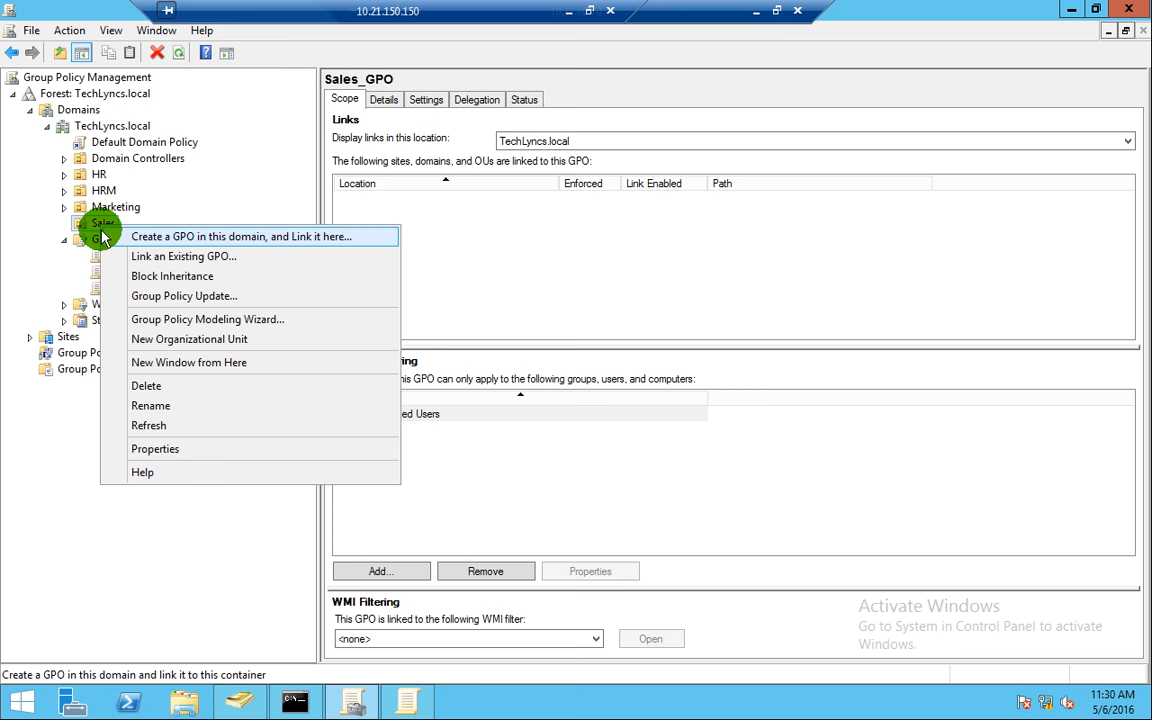 10.21.150.150
File Action View Window Help
Group Policy Management
Forest: TechLyncs.local
Domains
TechLyncs.local
Default Domain Policy
Domain Controllers
HR
HRM
Marketing
Sales
G
W
St
Sites
Group Po
Group Po
Create a GPO in this domain, and Link it here...
Link an Existing GPO...
Block Inheritance
Group Policy Update...
Group Policy Modeling Wizard...
New Organizational Unit
New Window from Here
Delete
Rename
Refresh
Properties
Help
Sales_GPO
Scope Details Settings Delegation Status
Links
Display links in this location: TechLyncs.local
The following sites, domains, and OUs are linked to this GPO:
Location Enforced Link Enabled Path
ing
is GPO can only apply to the following groups, users, and computers:
ed Users
Add... Remove Properties
WMI Filtering
This GPO is linked to the following WMI filter:
<none> Open
Activate Windows
Go to System in Control Panel to activate
Windows.
Create a GPO in this domain and link it to this container
11:30 AM
5/6/2016